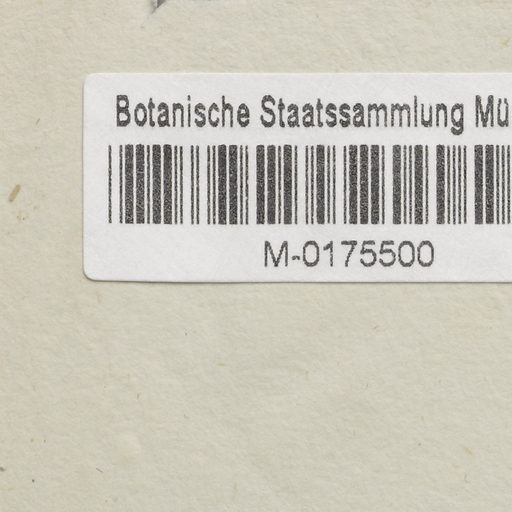 Botanische Staatssammlung Mü
M-0175500